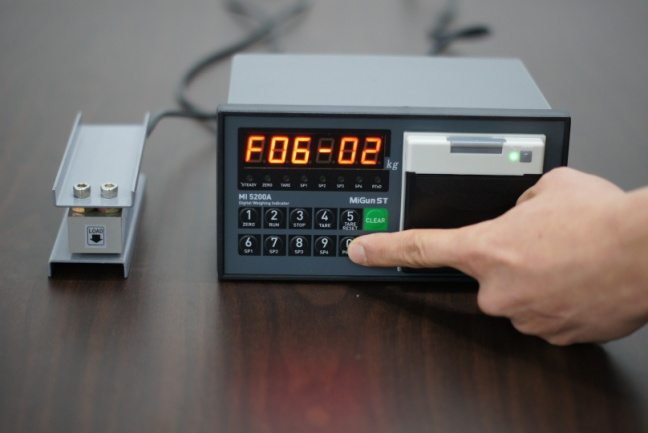 F06-02
kg
STEADY ZERO TARE SP1 SP2 SP3 SP4
MI 5200A
Digital Weighing Indicator
MiGun ST
1 2 3 4 5
ZERO RUN STOP TARE TARE RESET
CLEAR
6 7 8 9 0
SP1 SP2 SP3 SP4
LOAD